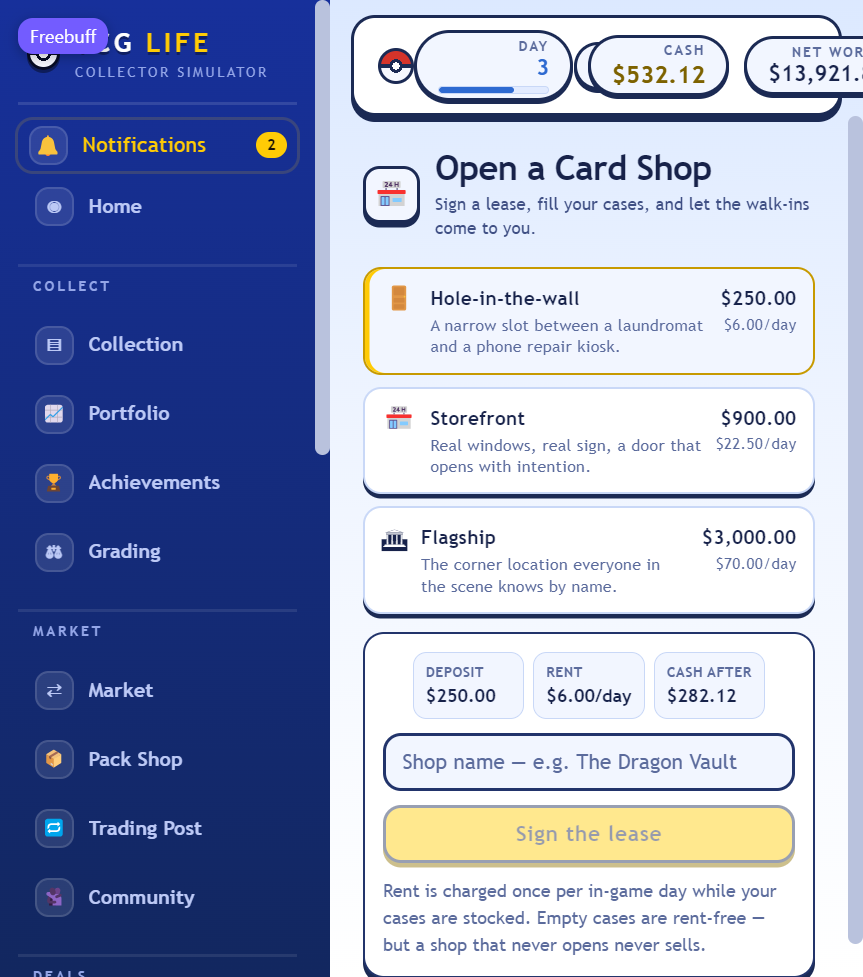 Freebuff
CG LIFE
COLLECTOR SIMULATOR
Notifications 2
Home
COLLECT
Collection
Portfolio
Achievements
Grading
MARKET
Market
Pack Shop
Trading Post
Community
DEALS
DAY
3
CASH
$532.12
NET WOR
$13,921.
Open a Card Shop
Sign a lease, fill your cases, and let the walk-ins
come to you.
Hole-in-the-wall $250.00
A narrow slot between a laundromat $6.00/day
and a phone repair kiosk.
24 H
Storefront $900.00
Real windows, real sign, a door that $22.50/day
opens with intention.
24 H
Flagship $3,000.00
The corner location everyone in $70.00/day
the scene knows by name.
DEPOSIT
$250.00
RENT
$6.00/day
CASH AFTER
$282.12
Shop name — e.g. The Dragon Vault
Sign the lease
Rent is charged once per in-game day while your
cases are stocked. Empty cases are rent-free —
but a shop that never opens never sells.